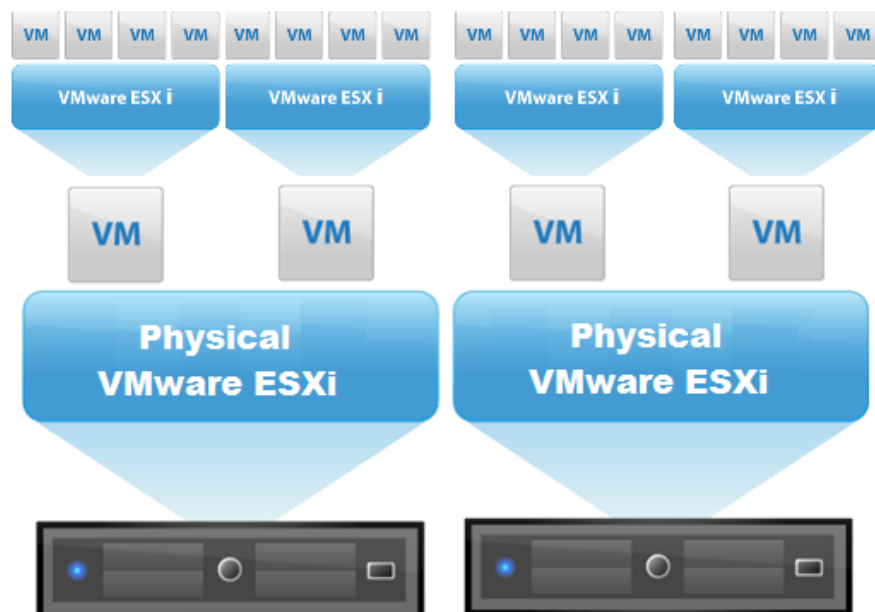 VM VM VM VM VM VM VM VM VM VM VM VM VM VM VM VM
VMware ESX i VMware ESX i VMware ESX i VMware ESX i
VM VM VM VM
Physical
VMware ESXi
Physical
VMware ESXi